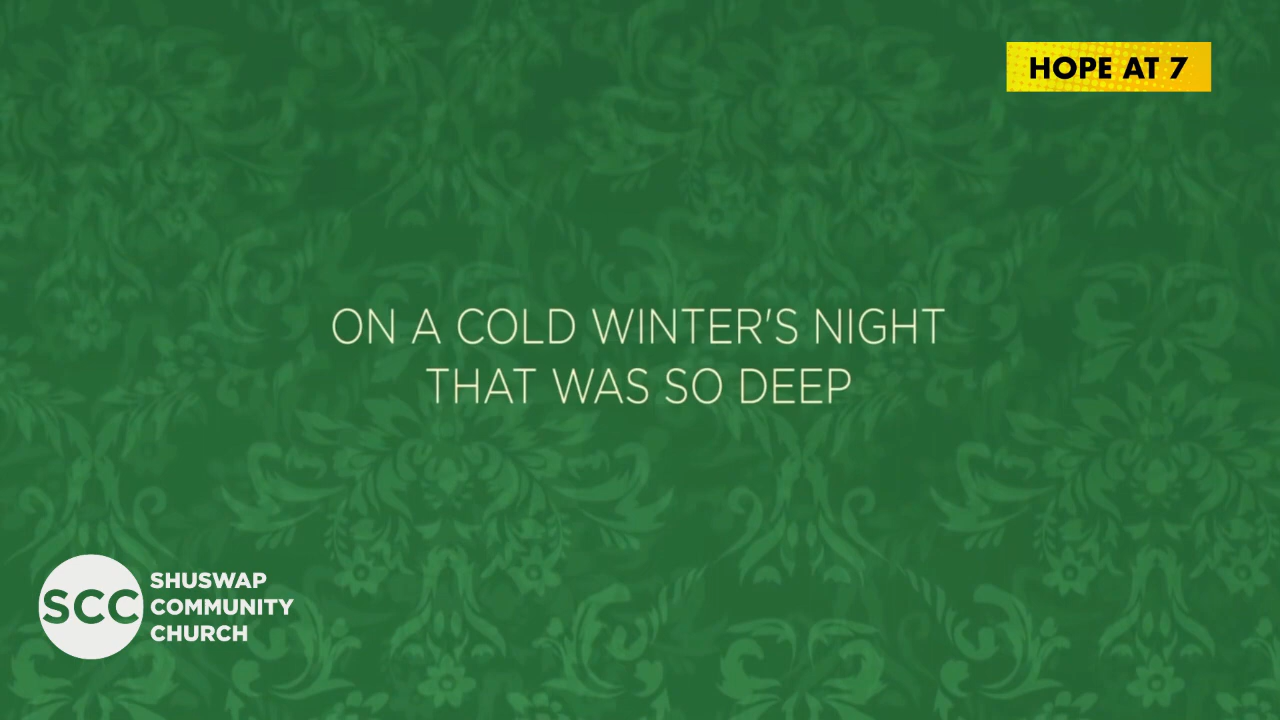 HOPE AT 7
ON A COLD WINTER'S NIGHT
THAT WAS SO DEEP
SCC
SHUSWAP
COMMUNITY
CHURCH